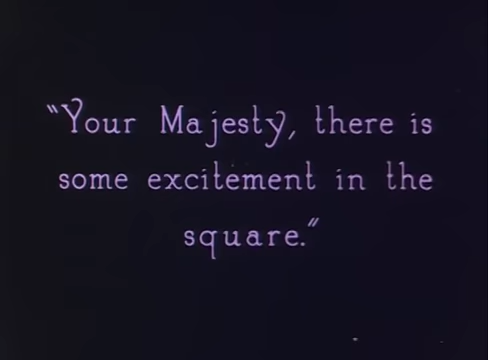 "Your Majesty, there is
some excitement in the
square."